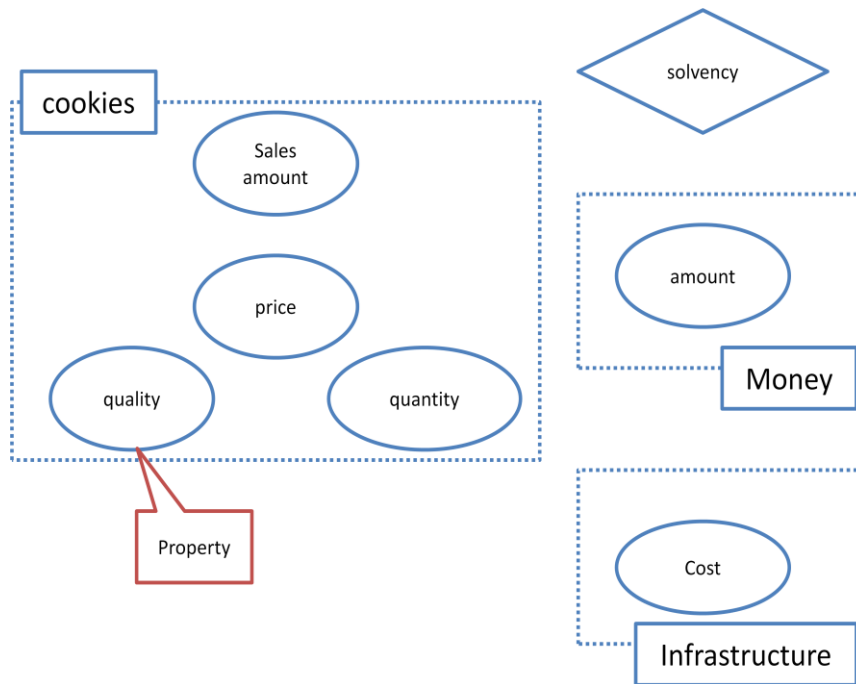 solvency
cookies
Sales
amount
amount
price
quality
quantity
Money
Property
Cost
Infrastructure